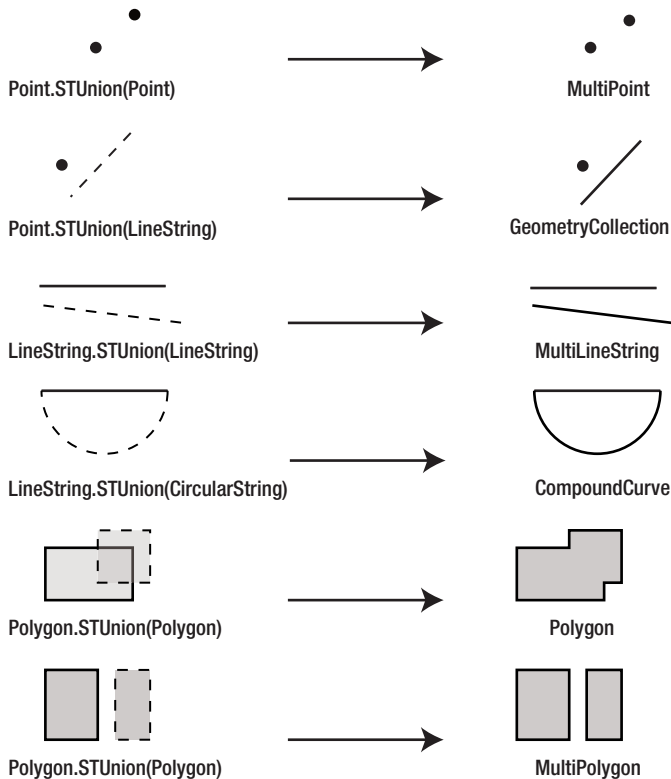 Point.STUnion(Point)
MultiPoint
Point.STUnion(LineString)
GeometryCollection
LineString.STUnion(LineString)
MultiLineString
LineString.STUnion(CircularString)
CompoundCurve
Polygon.STUnion(Polygon)
Polygon
Polygon.STUnion(Polygon)
MultiPolygon